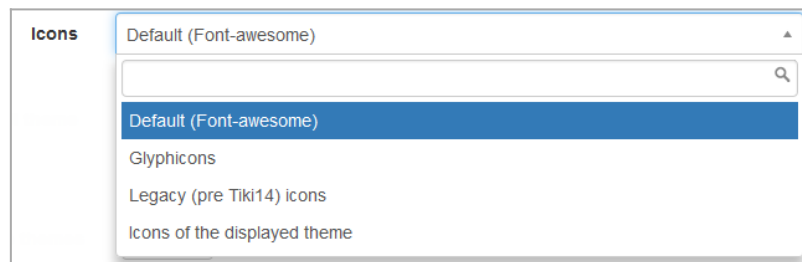 Icons Default (Font-awesome)
Default (Font-awesome)
Glyphicons
Legacy (pre Tiki14) icons
Icons of the displayed theme